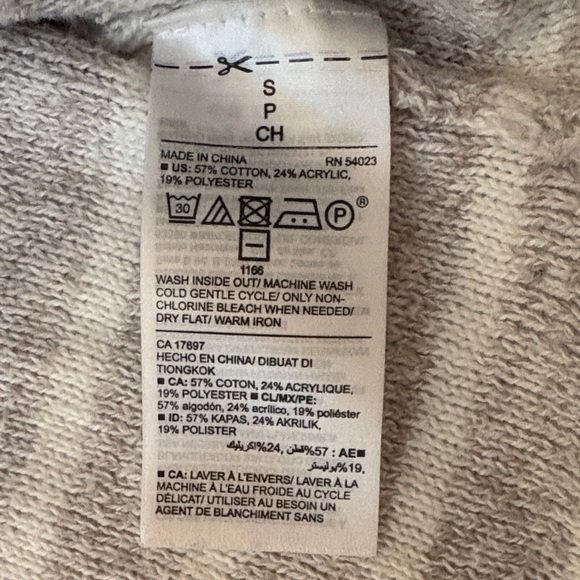 S
P
CH
MADE IN CHINA RN 54023
■ US: 57% COTTON, 24% ACRYLIC,
19% POLYESTER
30 P ®
1166
WASH INSIDE OUT/ MACHINE WASH
COLD GENTLE CYCLE/ ONLY NON-
CHLORINE BLEACH WHEN NEEDED/
DRY FLAT/ WARM IRON
CA 17897
HECHO EN CHINA/ DIBUAT DI
TIONGKOK
■ CA: 57% COTON, 24% ACRYLIQUE,
19% POLYESTER ■ CL/MX/PE:
57% algodón, 24% acrílico, 19% poliéster
■ ID: 57% KAPAS, 24% AKRILIK,
19% POLISTER
■ AE : 57% قطن, 24% اكريليك
,19% بوليستر
■ CA: LAVER À L'ENVERS/ LAVER À LA
MACHINE À L'EAU FROIDE AU CYCLE
DÉLICAT/ UTILISER AU BESOIN UN
AGENT DE BLANCHIMENT SANS